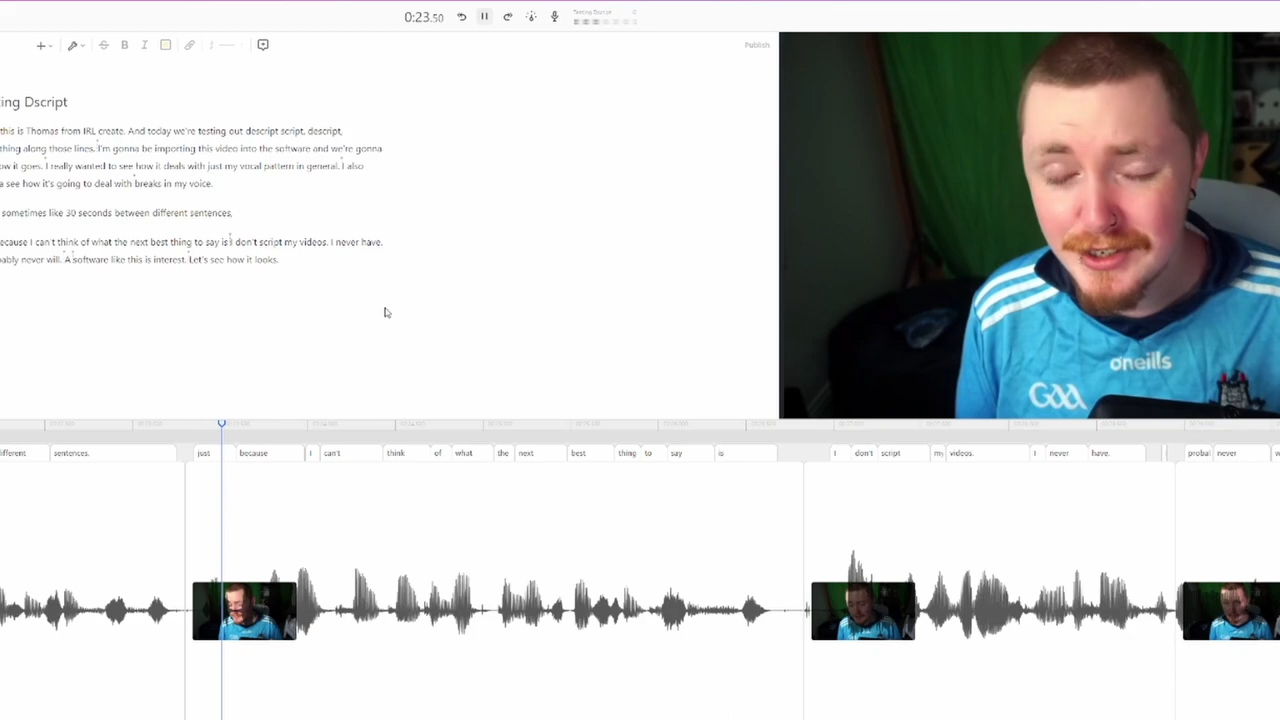 0:23.50
Testing Dscript
B I
Publish
ing Dscript
this is Thomas from IRL create. And today we're testing out descript script, descript,
thing along those lines. I'm gonna be importing this video into the software and we're gonna
ow it goes. I really wanted to see how it deals with just my vocal pattern in general. I also
a see how it's going to deal with breaks in my voice.
sometimes like 30 seconds between different sentences,
ecause I can't think of what the next best thing to say is I don't script my videos. I never have.
bably never will. A software like this is interest. Let's see how it looks.
o'neills
GAA
ifferent sentences. just because I can't think of what the next best thing to say is I don't script my videos. I never have. probal never